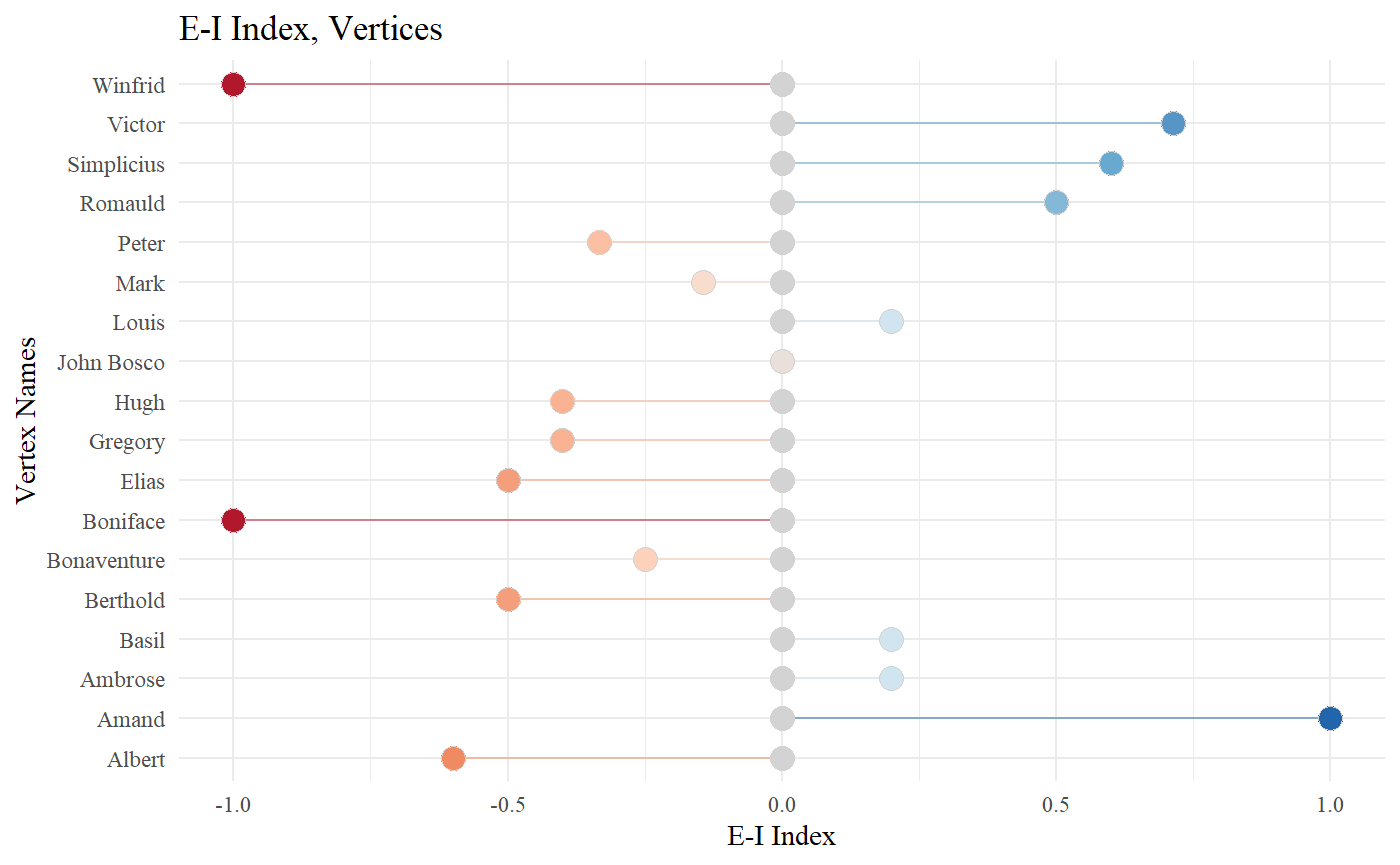 E-I Index, Vertices
Vertex Names
Winfrid
Victor
Simplicius
Romauld
Peter
Mark
Louis
John Bosco
Hugh
Gregory
Elias
Boniface
Bonaventure
Berthold
Basil
Ambrose
Amand
Albert
-1.0 -0.5 0.0 0.5 1.0
E-I Index